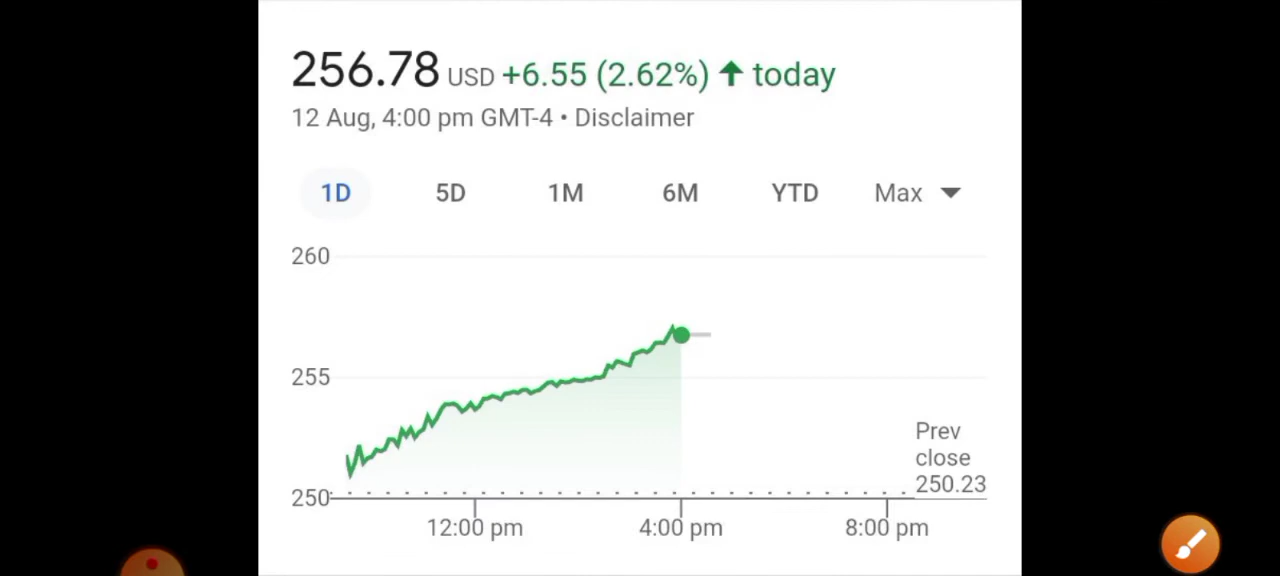 256.78 USD +6.55 (2.62%) ↑ today
12 Aug, 4:00 pm GMT-4 • Disclaimer
1D 5D 1M 6M YTD Max
260
255
250
Prev
close
250.23
12:00 pm 4:00 pm 8:00 pm